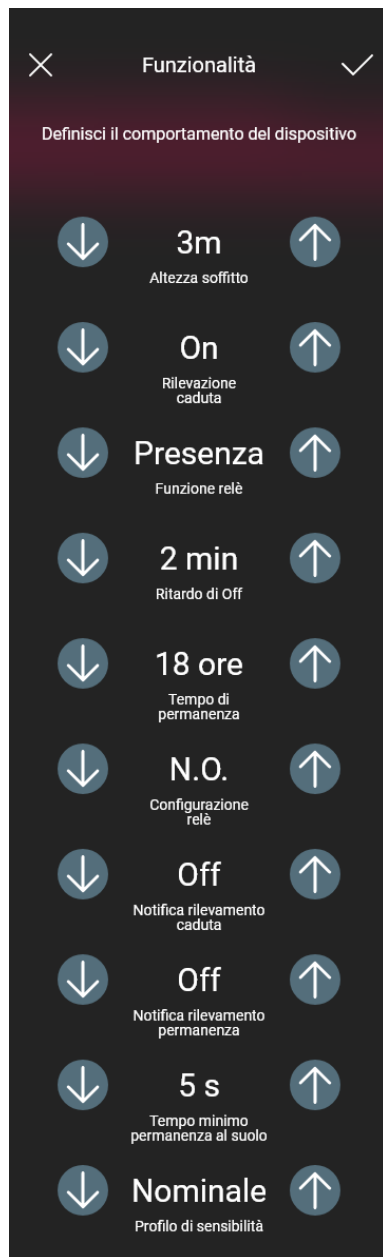 Funzionalità
Definisci il comportamento del dispositivo
3m
Altezza soffitto
On
Rilevazione
caduta
Presenza
Funzione relè
2 min
Ritardo di Off
18 ore
Tempo di
permanenza
N.O.
Configurazione
relè
Off
Notifica rilevamento
caduta
Off
Notifica rilevamento
permanenza
5 s
Tempo minimo
permanenza al suolo
Nominale
Profilo di sensibilità